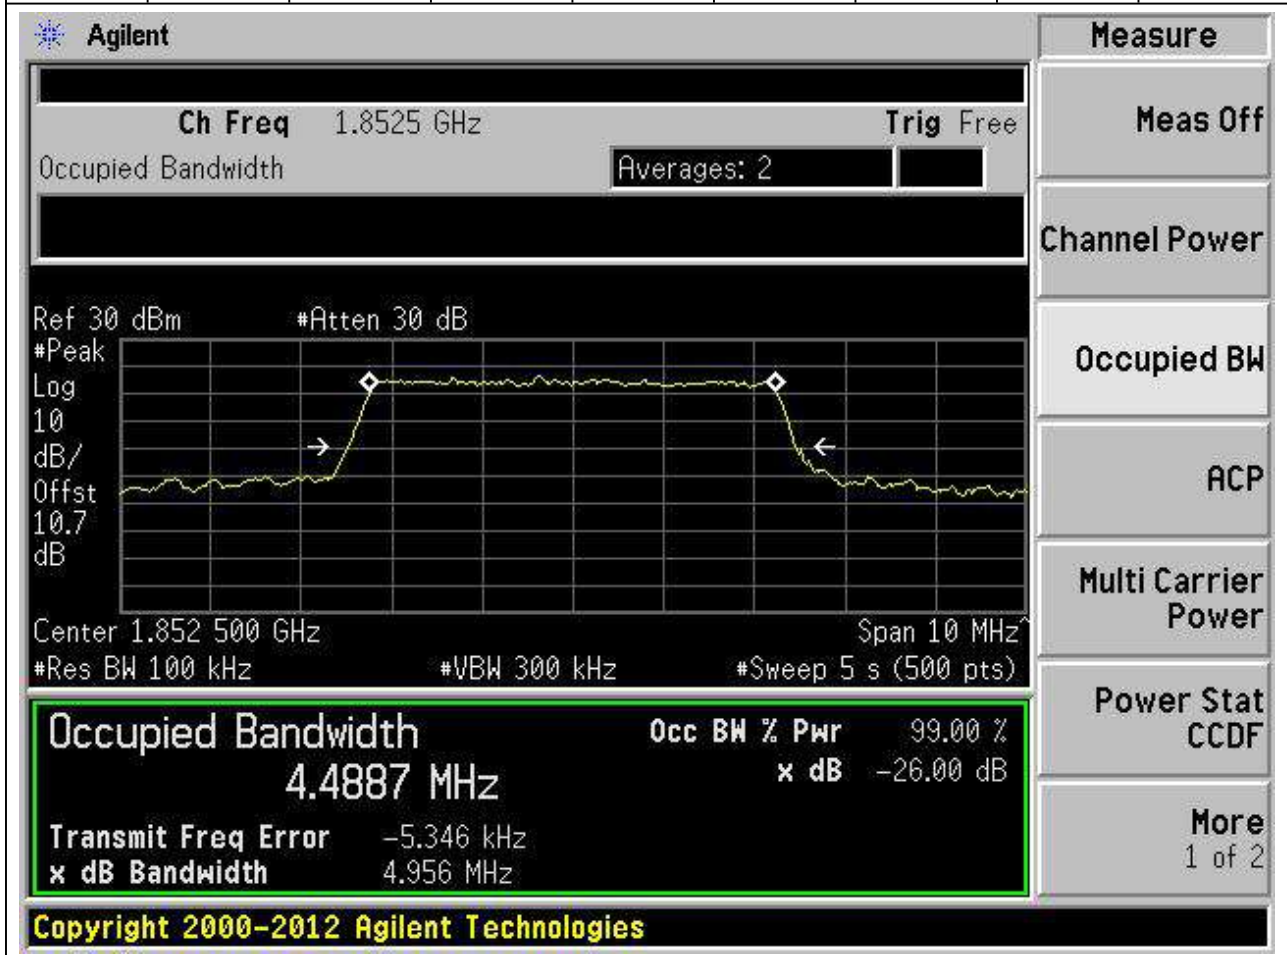 Agilent
Measure
Ch Freq 1.8525 GHz Trig Free
Meas Off
Occupied Bandwidth Averages: 2
Channel Power
Ref 30 dBm #Atten 30 dB
#Peak
Log
10
dB/
Offst
10.7
dB
Occupied BW
ACP
Center 1.852 500 GHz Span 10 MHz^
#Res BW 100 kHz #VBW 300 kHz #Sweep 5 s (500 pts)
Multi Carrier
Power
Occupied Bandwidth Occ BW % Pwr 99.00 %
4.4887 MHz x dB -26.00 dB
Power Stat
CCDF
Transmit Freq Error -5.346 kHz
x dB Bandwidth 4.956 MHz
More
1 of 2
Copyright 2000-2012 Agilent Technologies